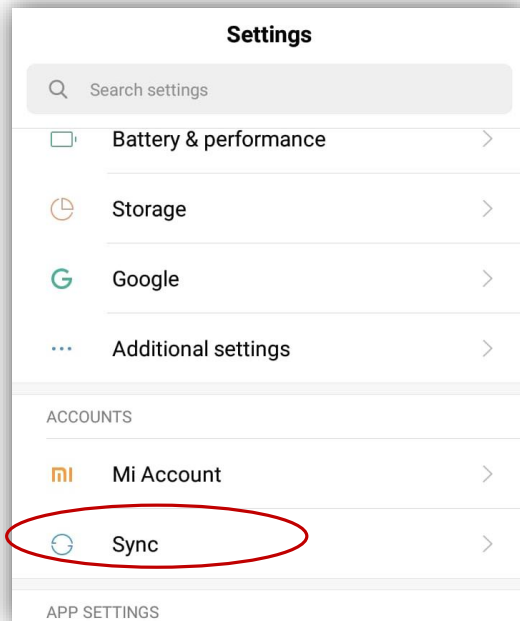 Settings
Search settings
Battery & performance
Storage
Google
Additional settings
ACCOUNTS
Mi Account
Sync
APP SETTINGS